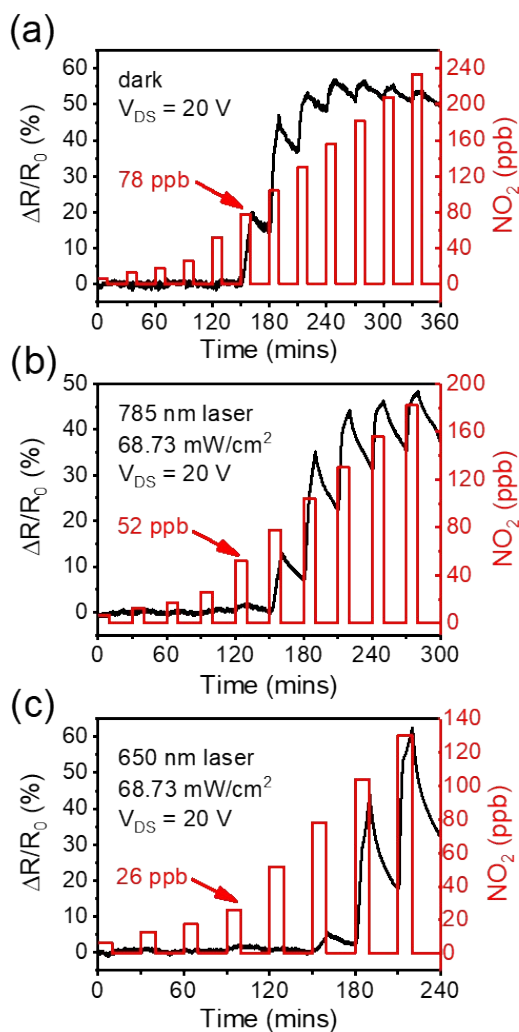 (a)
dark
V_DS = 20 V
78 ppb
ΔR/R₀ (%)
60
50
40
30
20
10
0
NO₂ (ppb)
240
200
160
120
80
40
0
0 60 120 180 240 300 360
Time (mins)
(b)
785 nm laser
68.73 mW/cm²
V_DS = 20 V
52 ppb
ΔR/R₀ (%)
50
40
30
20
10
0
NO₂ (ppb)
200
160
120
80
40
0
0 60 120 180 240 300
Time (mins)
(c)
650 nm laser
68.73 mW/cm²
V_DS = 20 V
26 ppb
ΔR/R₀ (%)
60
50
40
30
20
10
0
NO₂ (ppb)
140
120
100
80
60
40
20
0
0 60 120 180 240
Time (mins)